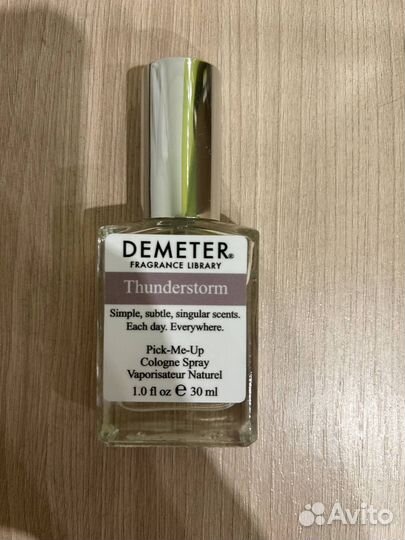 DEMETER®
FRAGRANCE LIBRARY
Thunderstorm
Simple, subtle, singular scents.
Each day. Everywhere.
Pick-Me-Up
Cologne Spray
Vaporisateur Naturel
1.0 fl oz ℮ 30 ml
Avito